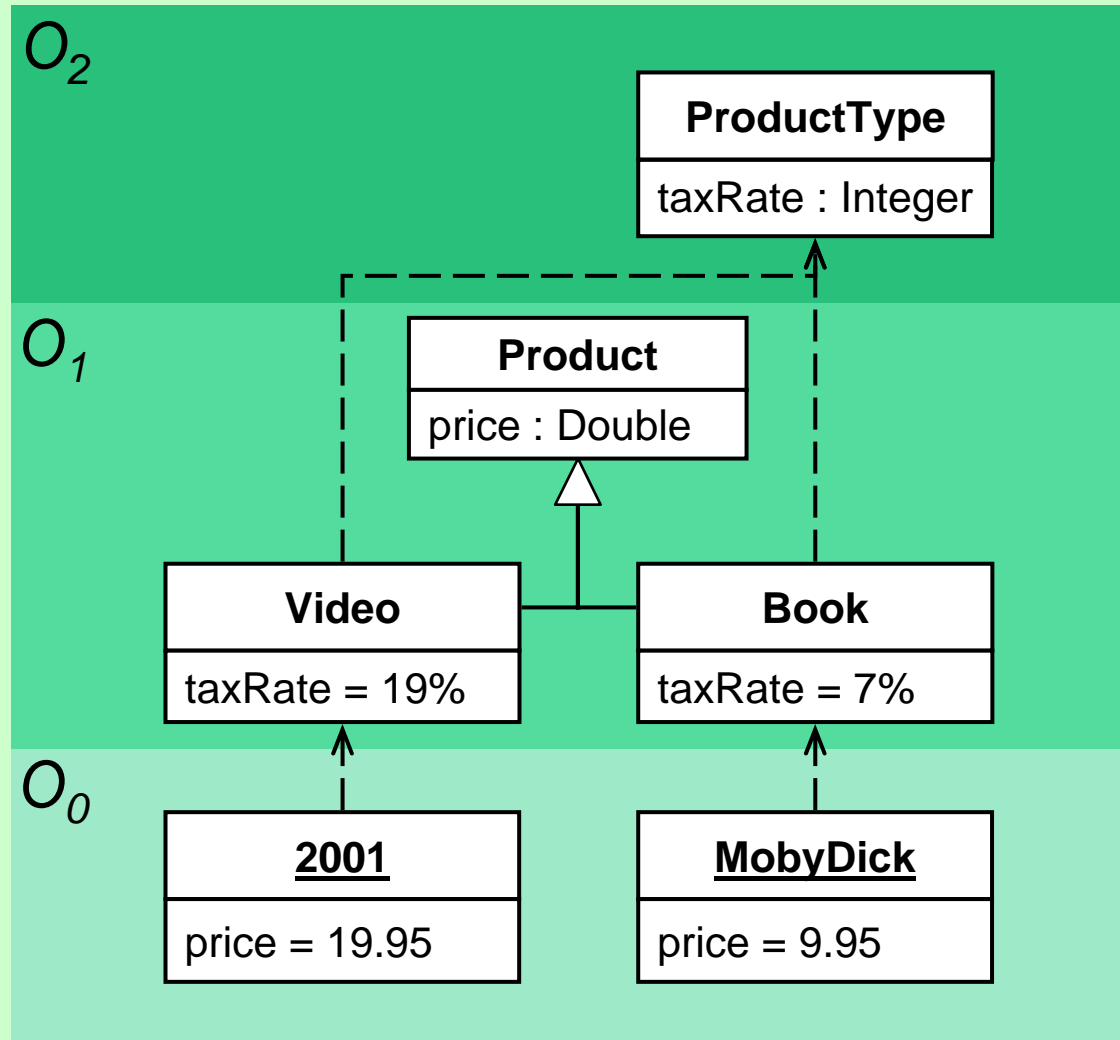 O2
ProductType
taxRate : Integer
O1
Product
price : Double
Video
taxRate = 19%
Book
taxRate = 7%
O0
2001
price = 19.95
MobyDick
price = 9.95